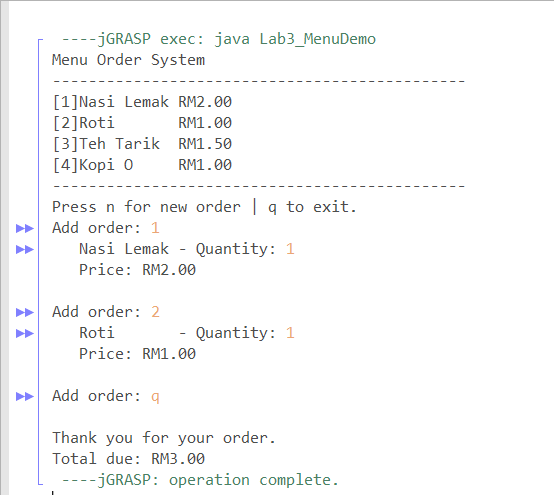 ----jGRASP exec: java Lab3_MenuDemo
Menu Order System
----------------------------------------------
[1]Nasi Lemak RM2.00
[2]Roti       RM1.00
[3]Teh Tarik  RM1.50
[4]Kopi O     RM1.00
----------------------------------------------
Press n for new order | q to exit.
Add order: 1
   Nasi Lemak - Quantity: 1
   Price: RM2.00
Add order: 2
   Roti       - Quantity: 1
   Price: RM1.00
Add order: q
Thank you for your order.
Total due: RM3.00
----jGRASP: operation complete.